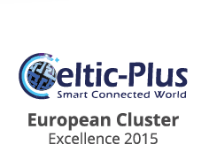 Celtic-Plus
Smart Connected World
European Cluster
Excellence 2015